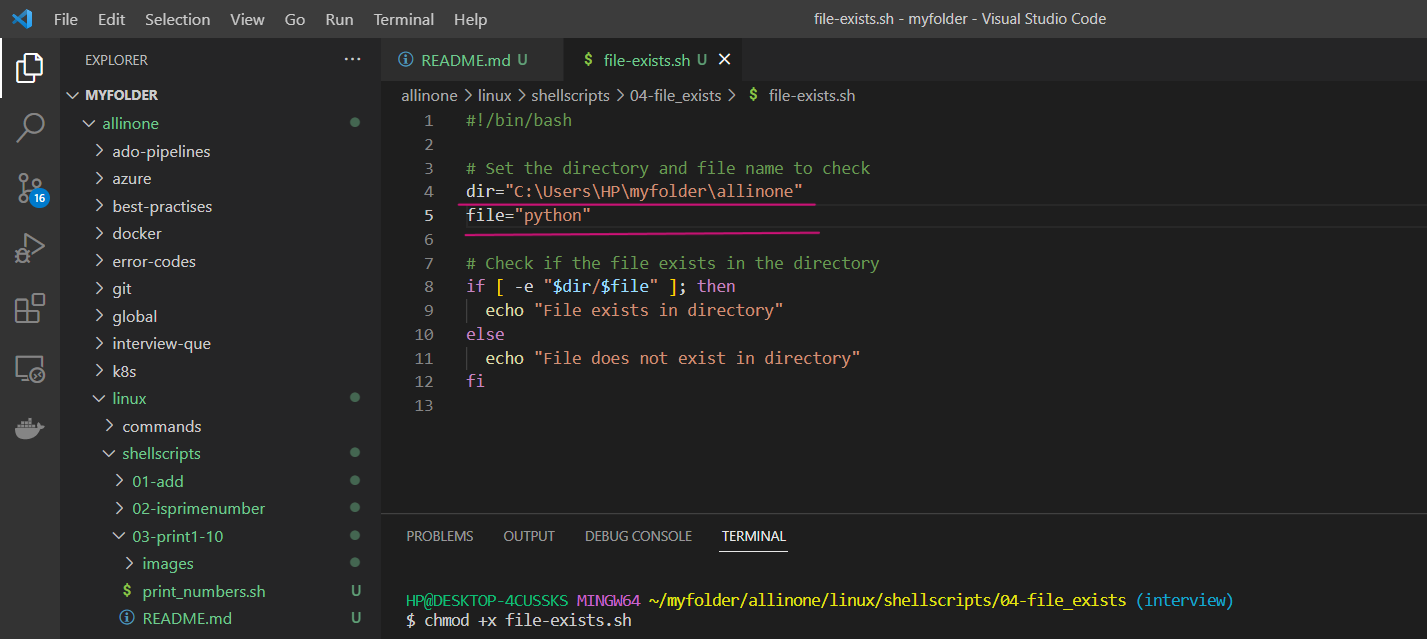 File Edit Selection View Go Run Terminal Help
file-exists.sh - myfolder - Visual Studio Code
EXPLORER ...
MYFOLDER
allinone
ado-pipelines
azure
best-practises
docker
error-codes
git
global
interview-que
k8s
linux
commands
shellscripts
01-add
02-isprimenumber
03-print1-10
images
$ print_numbers.sh U
README.md U
16
README.md U
$ file-exists.sh U
allinone > linux > shellscripts > 04-file_exists > $ file-exists.sh
1 #!/bin/bash
2
3 # Set the directory and file name to check
4 dir="C:\Users\HP\myfolder\allinone"
5 file="python"
6
7 # Check if the file exists in the directory
8 if [ -e "$dir/$file" ]; then
9 echo "File exists in directory"
10 else
11 echo "File does not exist in directory"
12 fi
13
PROBLEMS OUTPUT DEBUG CONSOLE TERMINAL
HP@DESKTOP-4CUSSKS MINGW64 ~/myfolder/allinone/linux/shellscripts/04-file_exists (interview)
$ chmod +x file-exists.sh